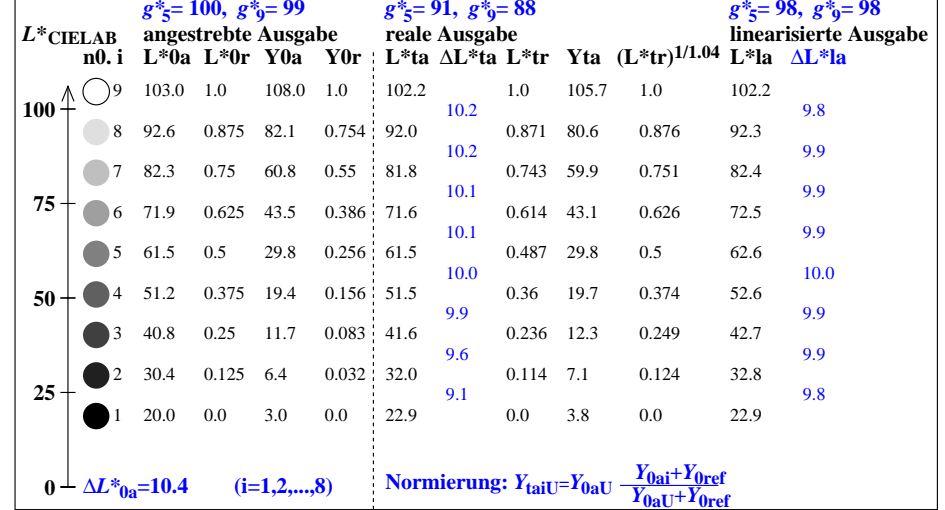 g*5= 100, g*9= 99 g*5= 91, g*9= 88 g*5= 98, g*9= 98
L*CIELAB angestrebte Ausgabe reale Ausgabe linearisierte Ausgabe
n0. i L*0a L*0r Y0a Y0r L*ta ΔL*ta L*tr Yta (L*tr)1/1.04 L*la ΔL*la
9 103.0 1.0 108.0 1.0 102.2 1.0 105.7 1.0 102.2
100 10.2 9.8
8 92.6 0.875 82.1 0.754 92.0 0.871 80.6 0.876 92.3
10.2 9.9
7 82.3 0.75 60.8 0.55 81.8 0.743 59.9 0.751 82.4
75 10.1 9.9
6 71.9 0.625 43.5 0.386 71.6 0.614 43.1 0.626 72.5
10.1 9.9
5 61.5 0.5 29.8 0.256 61.5 0.487 29.8 0.5 62.6
10.0 10.0
50 4 51.2 0.375 19.4 0.156 51.5 0.36 19.7 0.374 52.6
9.9 9.9
3 40.8 0.25 11.7 0.083 41.6 0.236 12.3 0.249 42.7
9.6 9.9
2 30.4 0.125 6.4 0.032 32.0 0.114 7.1 0.124 32.8
25 9.1 9.8
1 20.0 0.0 3.0 0.0 22.9 0.0 3.8 0.0 22.9
0 ΔL*0a=10.4 (i=1,2,...,8) Normierung: YtaiU=Y0aU Y0ai+Y0ref
Y0aU+Y0ref